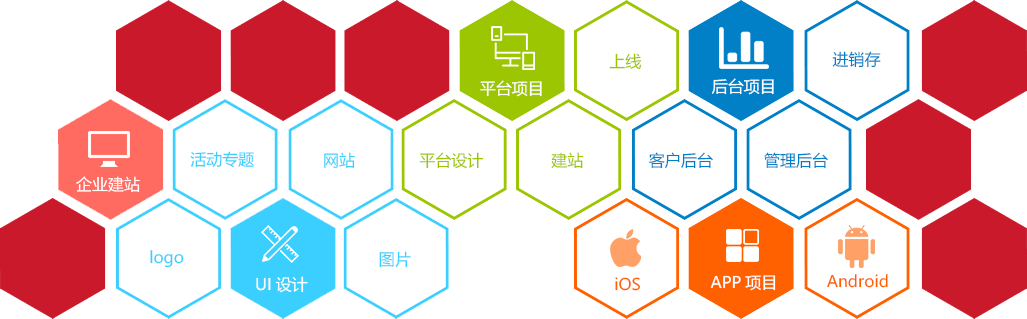 平台项目
上线
后台项目
进销存
企业建站
活动专题
网站
平台设计
建站
客户后台
管理后台
logo
UI 设计
图片
iOS
APP 项目
Android